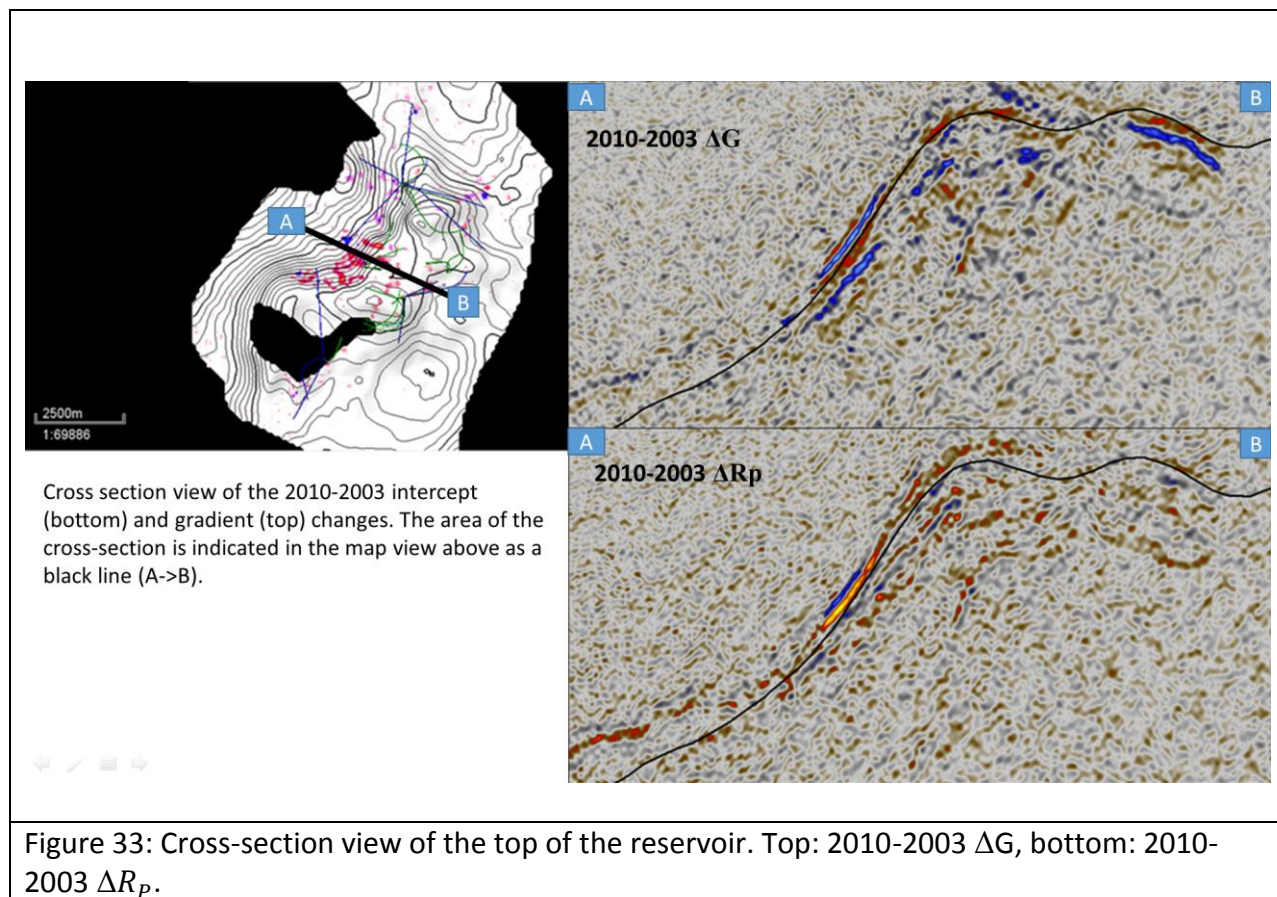 A
B
2500m
1:69886
Cross section view of the 2010-2003 intercept
(bottom) and gradient (top) changes. The area of the
cross-section is indicated in the map view above as a
black line (A->B).
A
B
2010-2003 ΔG
A
B
2010-2003 ΔRp
Figure 33: Cross-section view of the top of the reservoir. Top: 2010-2003 ΔG, bottom: 2010-
2003 Δ𝑅𝑃.